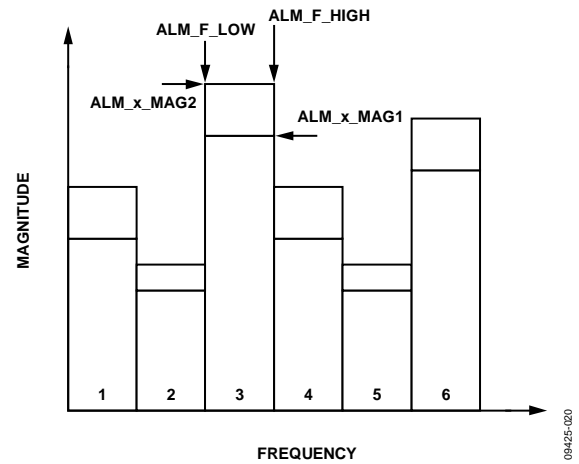 ALM_F_HIGH
ALM_F_LOW
ALM_x_MAG2
ALM_x_MAG1
MAGNITUDE
1 2 3 4 5 6
FREQUENCY
09425-020